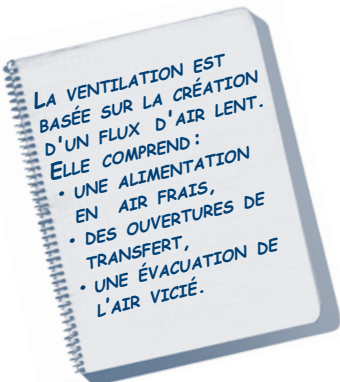 LA VENTILATION EST
BASÉE SUR LA CRÉATION
D'UN FLUX D'AIR LENT.
ELLE COMPREND :
• UNE ALIMENTATION
EN AIR FRAIS,
• DES OUVERTURES DE
TRANSFERT,
• UNE ÉVACUATION DE
L'AIR VICIÉ.